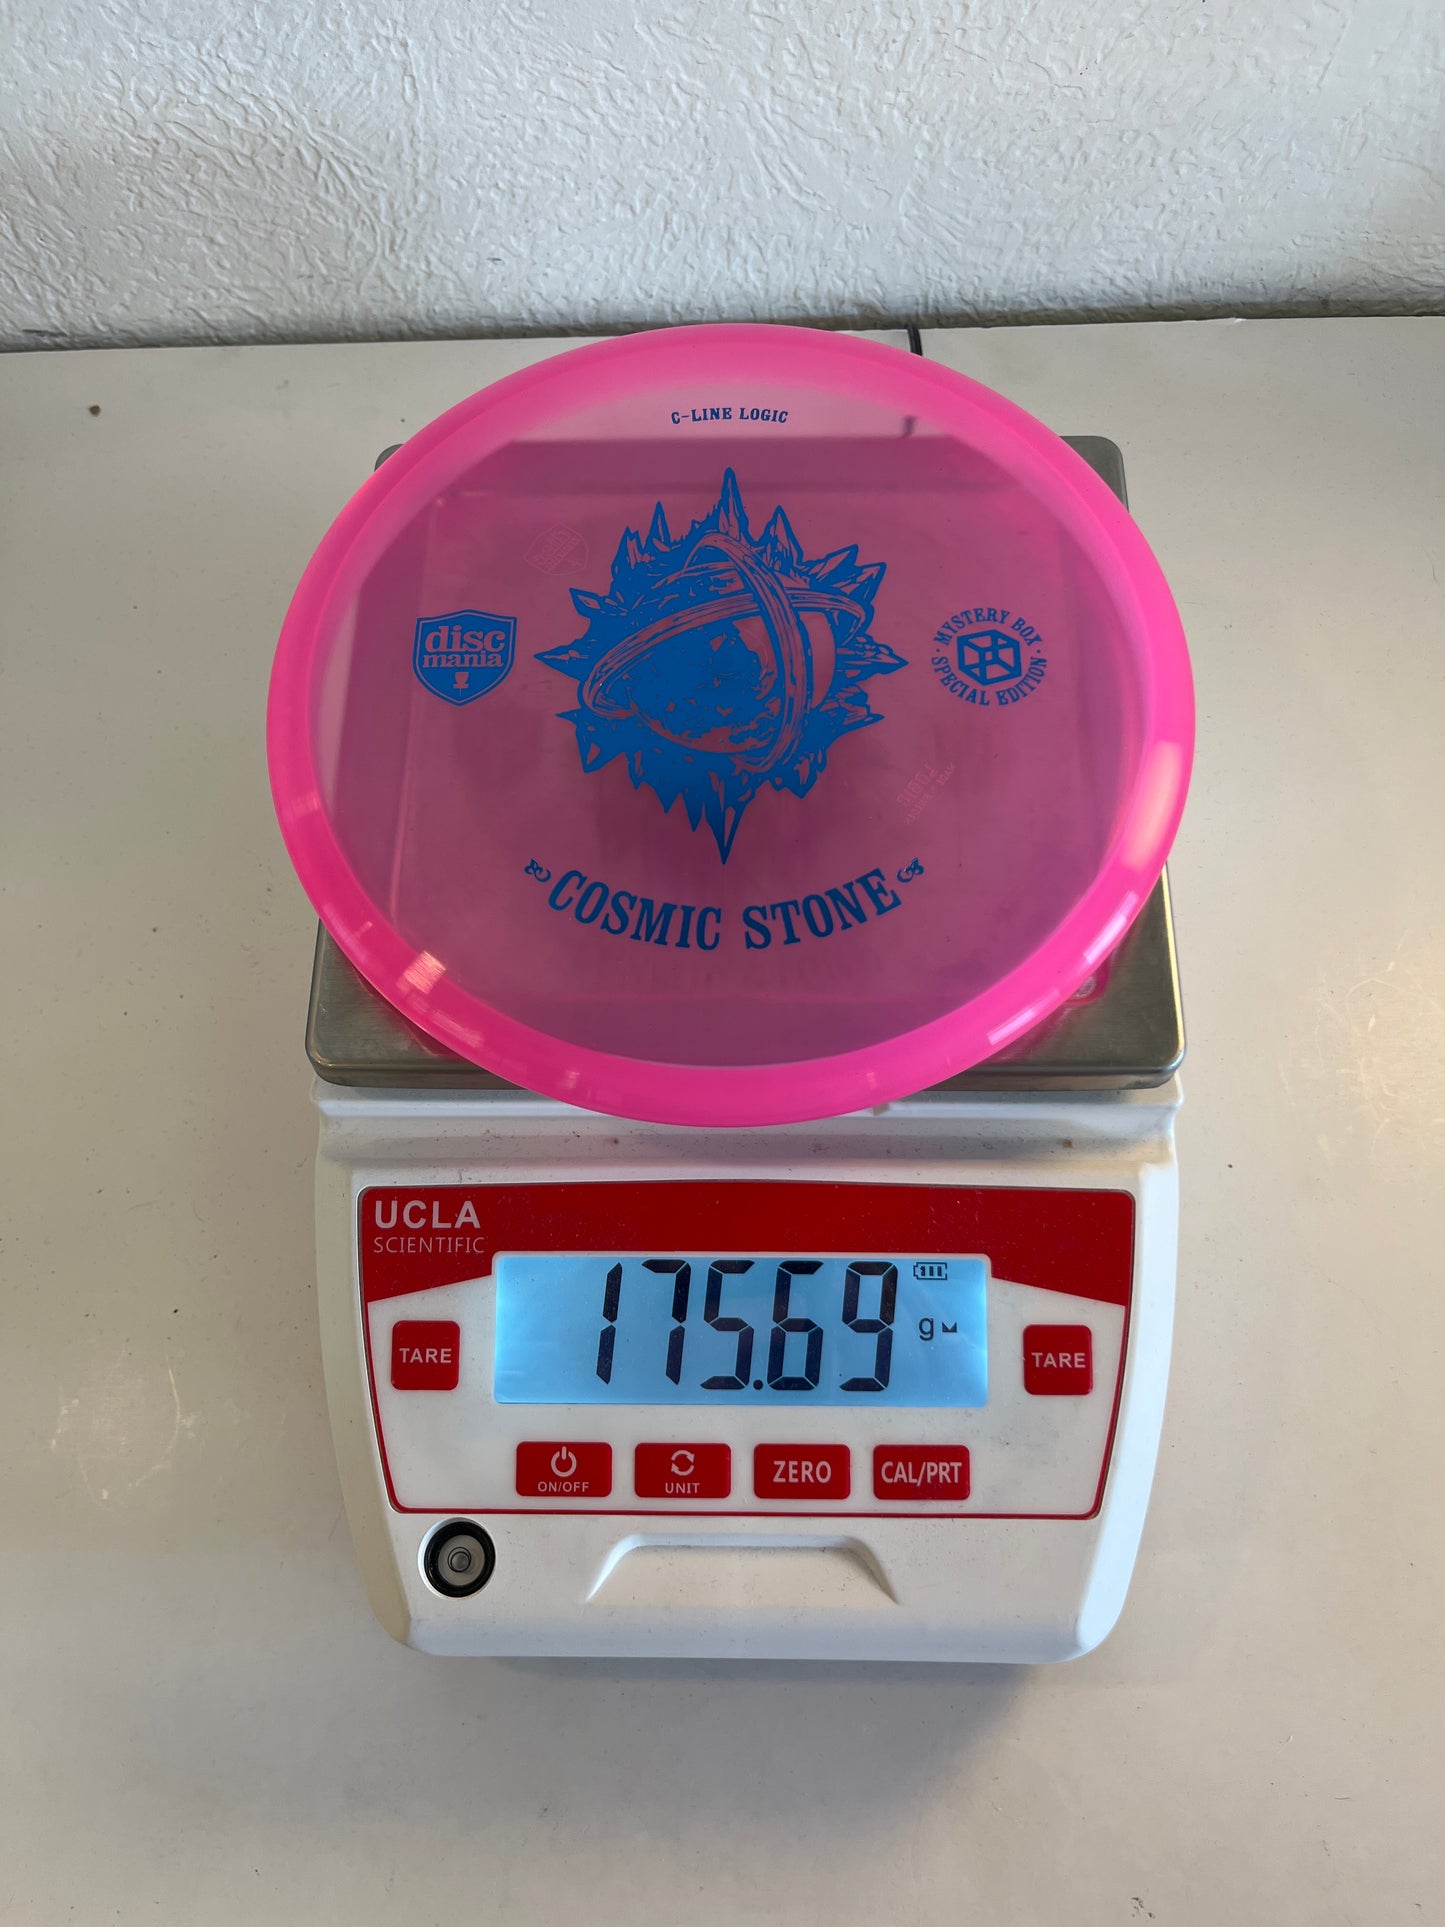 C-LINE LOGIC
disc
mania
MYSTERY BOX
SPECIAL EDITION
COSMIC STONE
UCLA
SCIENTIFIC
175.69
g
TARE
TARE
ON/OFF
UNIT
ZERO
CAL/PRT